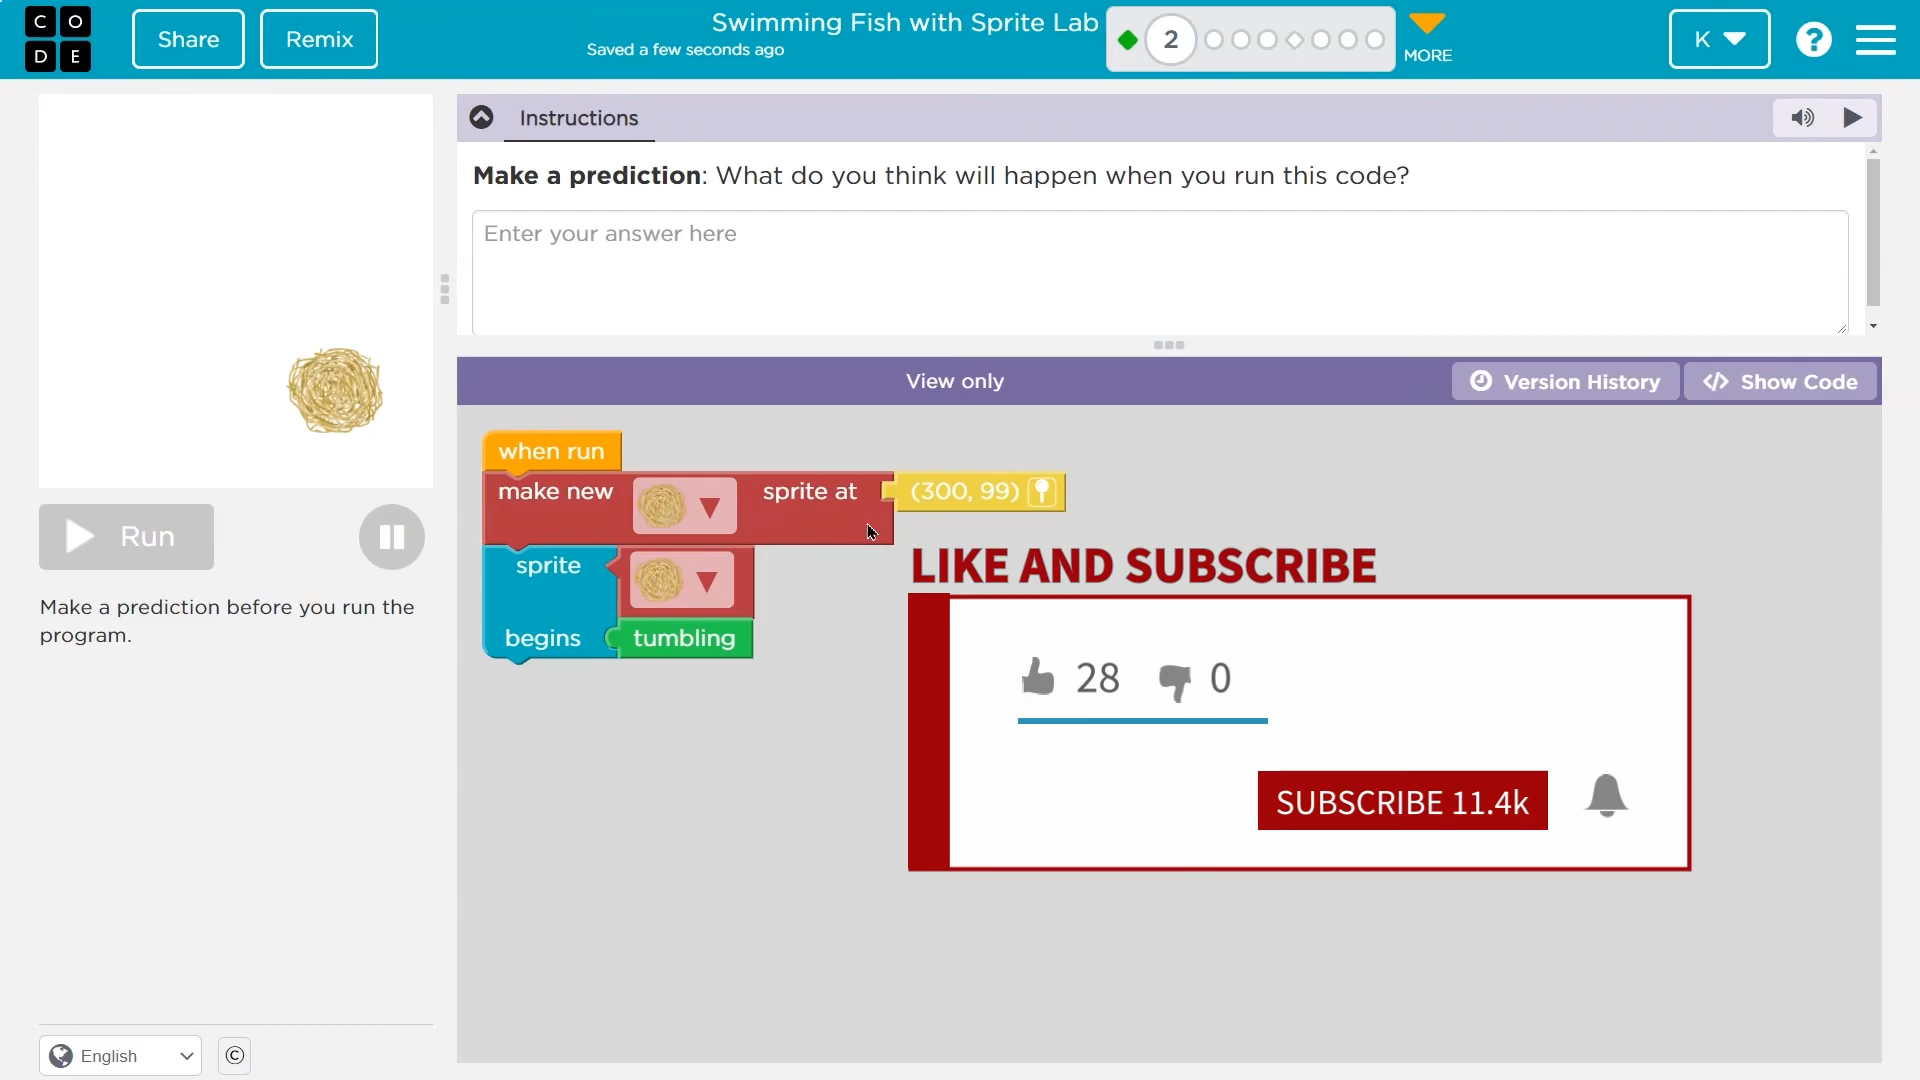 C O
D E
Share
Remix
Swimming Fish with Sprite Lab
Saved a few seconds ago
2
MORE
K
?
Instructions
Make a prediction: What do you think will happen when you run this code?
Enter your answer here
View only
Version History
</> Show Code
when run
make new sprite at (300, 99)
sprite
begins tumbling
Run
Make a prediction before you run the
program.
LIKE AND SUBSCRIBE
28 0
SUBSCRIBE 11.4k
English
©